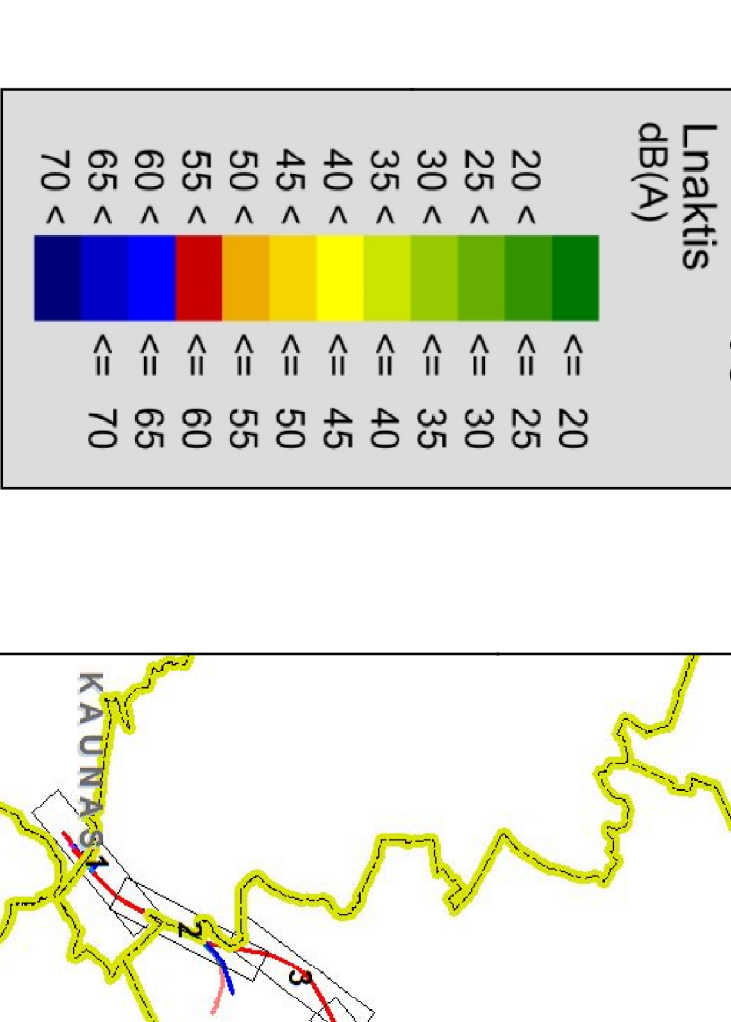 Lnaktis
dB(A)
<= 20
20 < <= 25
25 < <= 30
30 < <= 35
35 < <= 40
40 < <= 45
45 < <= 50
50 < <= 55
55 < <= 60
60 < <= 65
65 < <= 70
70 <
KAUNAS
1
2
3